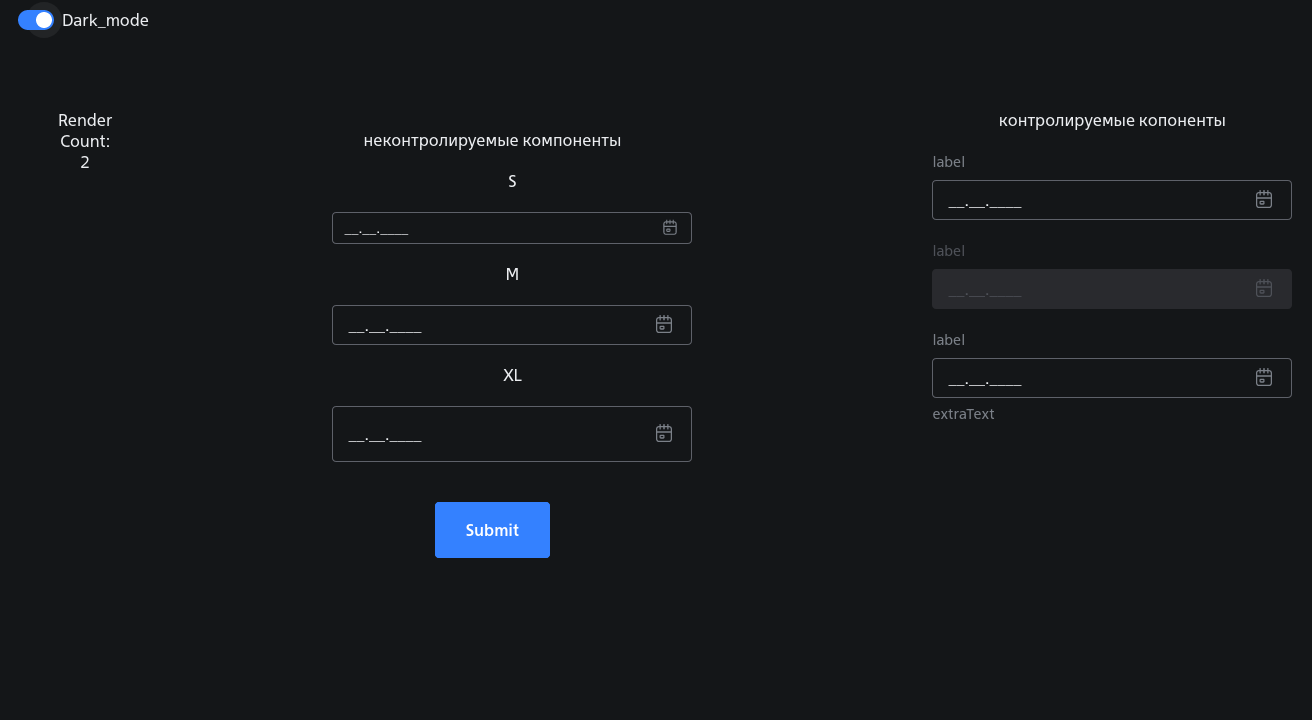 Dark_mode
Render
Count:
2
неконтролируемые компоненты
S
__.__.____
M
__.__.____
XL
__.__.____
Submit
контролируемые копоненты
label
__.__.____
label
__.__.____
label
__.__.____
extraText